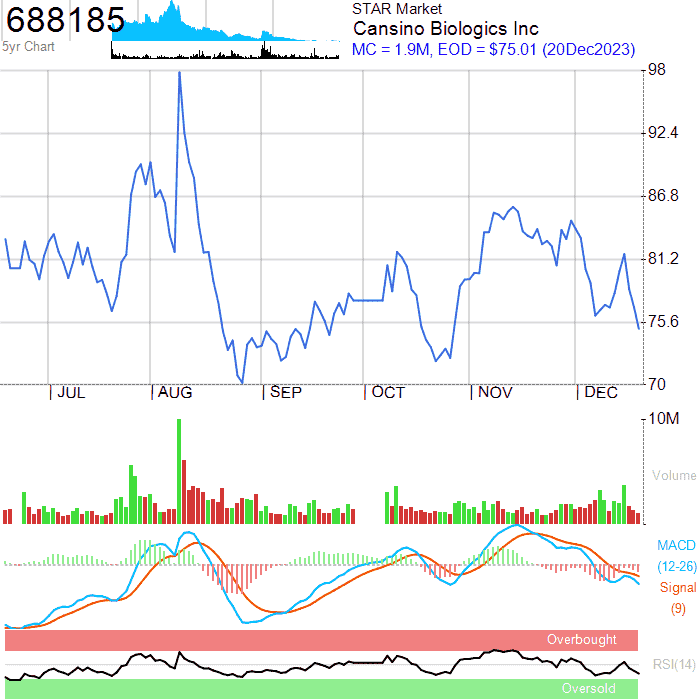 688185
5yr Chart
STAR Market
Cansino Biologics Inc
MC = 1.9M, EOD = $75.01 (20Dec2023)
98
92.4
86.8
81.2
75.6
70
JUL AUG SEP OCT NOV DEC
10M
Volume
MACD
(12-26)
Signal
(9)
Overbought
RSI(14)
Oversold